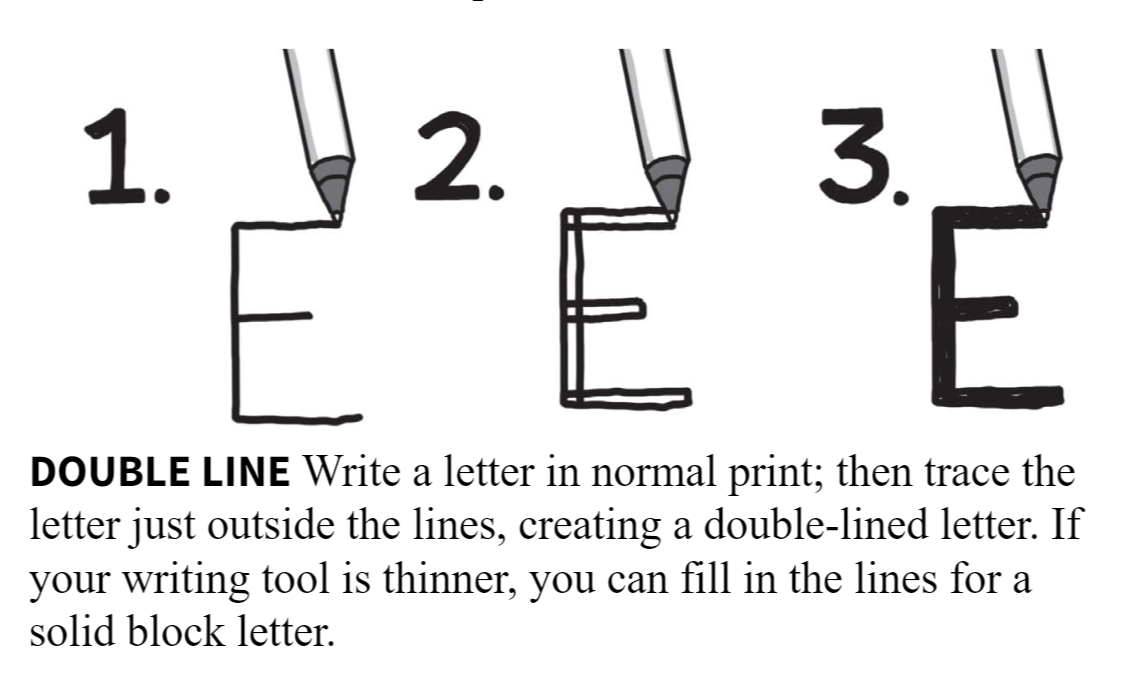 1. 2. 3.
E E E
DOUBLE LINE Write a letter in normal print; then trace the
letter just outside the lines, creating a double-lined letter. If
your writing tool is thinner, you can fill in the lines for a
solid block letter.